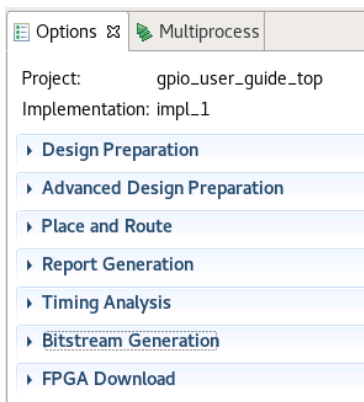 Options Multiprocess
Project: gpio_user_guide_top
Implementation: impl_1
Design Preparation
Advanced Design Preparation
Place and Route
Report Generation
Timing Analysis
Bitstream Generation
FPGA Download